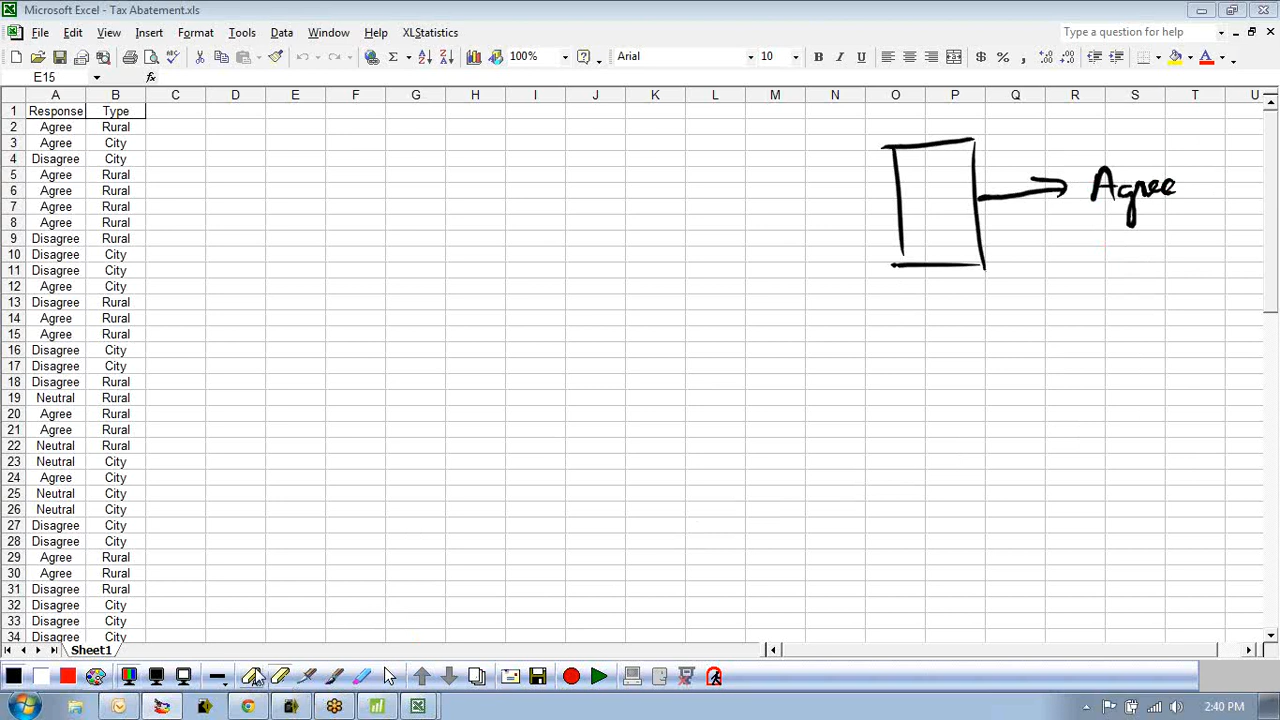 Microsoft Excel - Tax Abatement.xls
File Edit View Insert Format Tools Data Window Help XLStatistics
Type a question for help
100% Arial 10 B I U $ %
E15 fx
A B C D E F G H I J K L M N O P Q R S T U
1 Response Type
2 Agree Rural
3 Agree City
4 Disagree City
5 Agree Rural
6 Agree Rural
7 Agree Rural
8 Agree Rural
9 Disagree Rural
10 Disagree City
11 Disagree City
12 Agree City
13 Disagree Rural
14 Agree Rural
15 Agree Rural
16 Disagree City
17 Disagree City
18 Disagree Rural
19 Neutral Rural
20 Agree Rural
21 Agree Rural
22 Neutral Rural
23 Neutral City
24 Agree City
25 Neutral City
26 Neutral City
27 Disagree City
28 Disagree City
29 Agree Rural
30 Agree Rural
31 Disagree Rural
32 Disagree City
33 Disagree City
34 Disagree City
Agree
Sheet1
2:40 PM